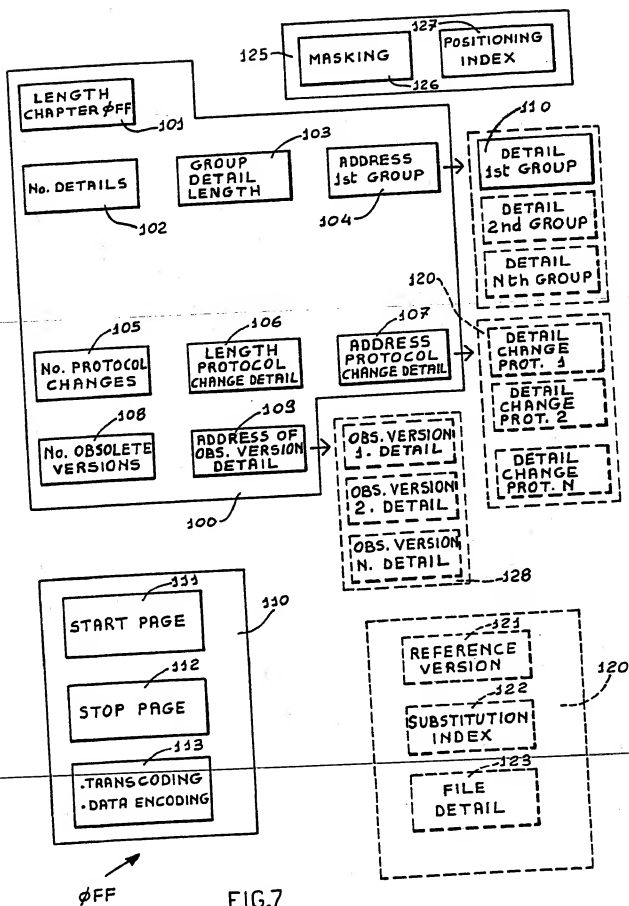 127
125
MASKING
126
POSITIONING
INDEX
LENGTH
CHAPTER ØFF
101
103
110
No. DETAILS
102
GROUP
DETAIL
LENGTH
ADDRESS
1st GROUP
104
DETAIL
1st GROUP
DETAIL
2nd GROUP
DETAIL
Nth GROUP
105
106
107
120
No. PROTOCOL
CHANGES
LENGTH
PROTOCOL
CHANGE DETAIL
ADDRESS
PROTOCOL
CHANGE DETAIL
DETAIL
CHANGE
PROT. 1
DETAIL
CHANGE
PROT. 2
DETAIL
CHANGE
PROT. N
108
109
No. OBSOLETE
VERSIONS
ADDRESS OF
OBS. VERSION
DETAIL
100
OBS. VERSION
1. DETAIL
OBS. VERSION
2. DETAIL
OBS. VERSION
N. DETAIL
128
111
110
START PAGE
112
STOP PAGE
113
.TRANSCODING
.DATA ENCODING
121
REFERENCE
VERSION
120
122
SUBSTITUTION
INDEX
123
FILE
DETAIL
ØFF
FIG.7